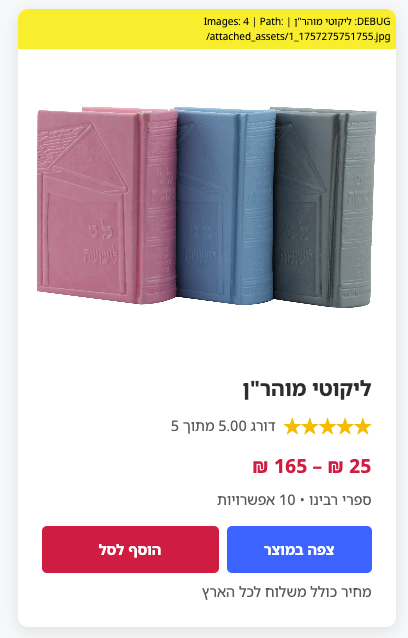 DEBUG: ליקוטי מוהר"ן | Images: 4 | Path:
/attached_assets/1_1757275751755.jpg
ליקוטי מוהר"ן
דורג 5.00 מתוך 5
25 ₪ – 165 ₪
ספרי רבינו • 10 אפשרויות
צפה במוצר
הוסף לסל
מחיר כולל משלוח לכל הארץ